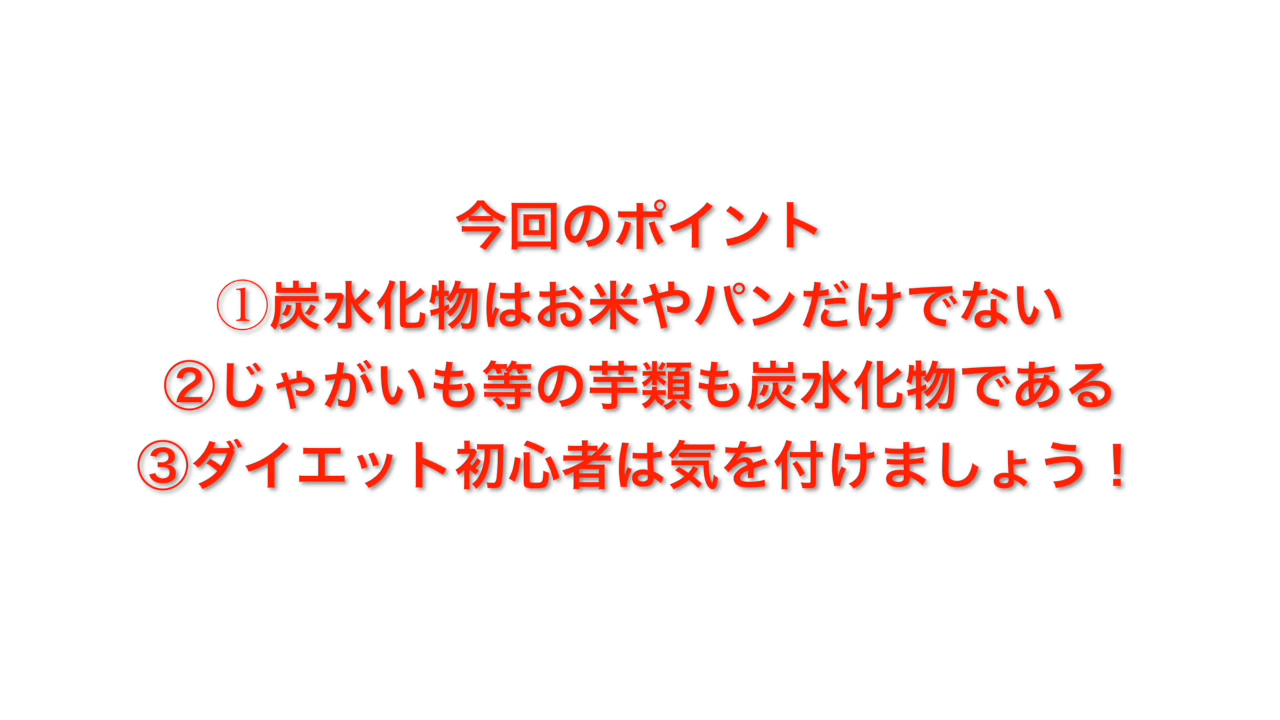 今回のポイント
①炭水化物はお米やパンだけでない
②じゃがいも等の芋類も炭水化物である
③ダイエット初心者は気を付けましょう！